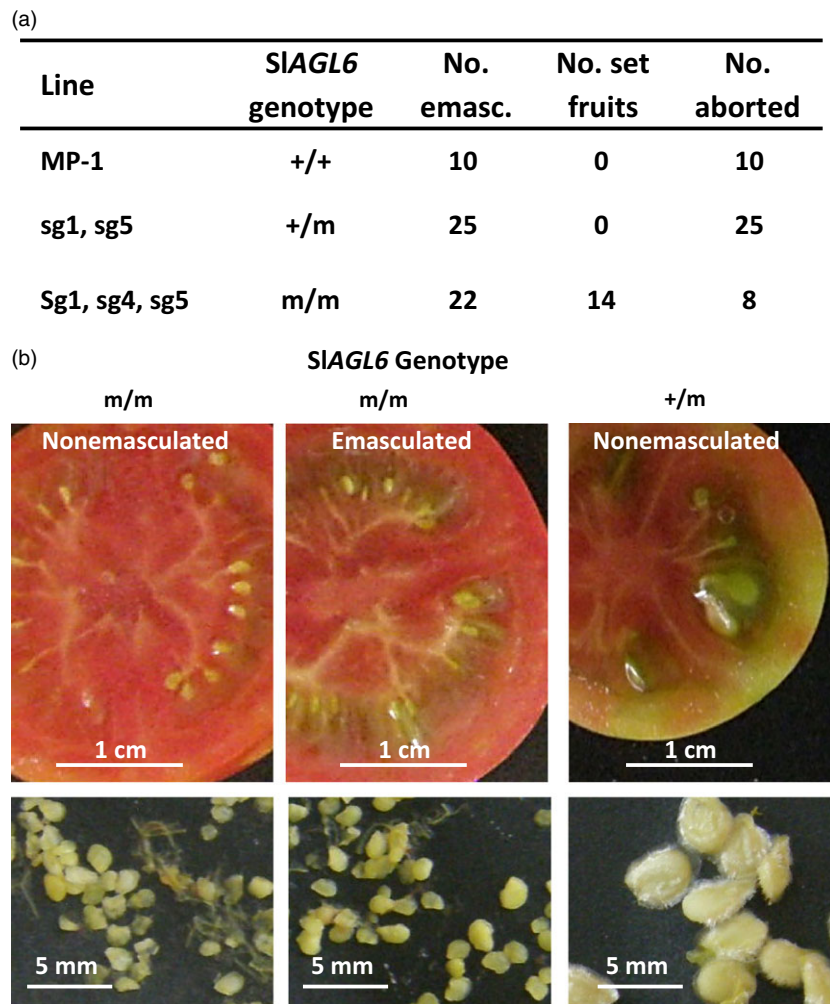 (a)
Line SlAGL6 genotype No. emasc. No. set fruits No. aborted
MP-1 +/+ 10 0 10
sg1, sg5 +/m 25 0 25
Sg1, sg4, sg5 m/m 22 14 8
(b)
SlAGL6 Genotype
m/m m/m +/m
Nonemasculated Emasculated Nonemasculated
1 cm 1 cm 1 cm
5 mm 5 mm 5 mm